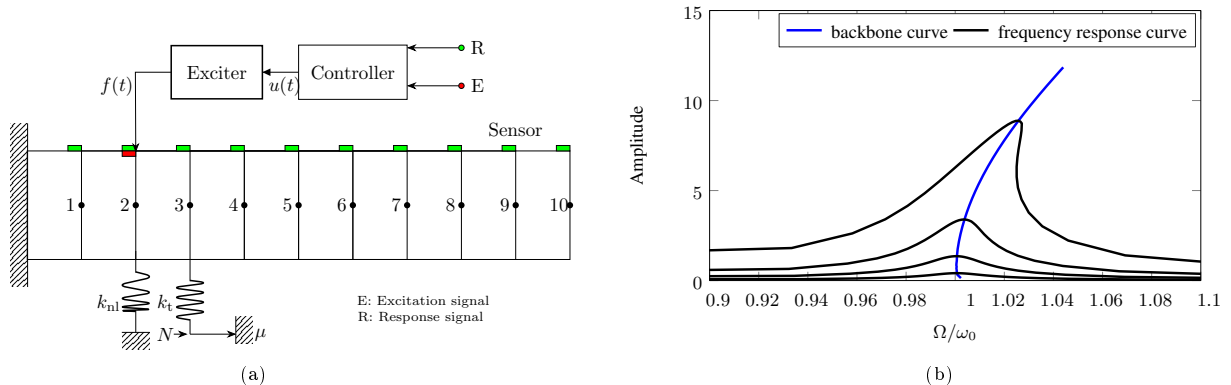 R
Exciter
Controller
f(t)
u(t)
E
Sensor
1 2 3 4 5 6 7 8 9 10
k_nl
k_t
E: Excitation signal
R: Response signal
N
μ
(a)
15
backbone curve
frequency response curve
10
Amplitude
5
0
0.9 0.92 0.94 0.96 0.98 1 1.02 1.04 1.06 1.08 1.1
Ω/ω₀
(b)